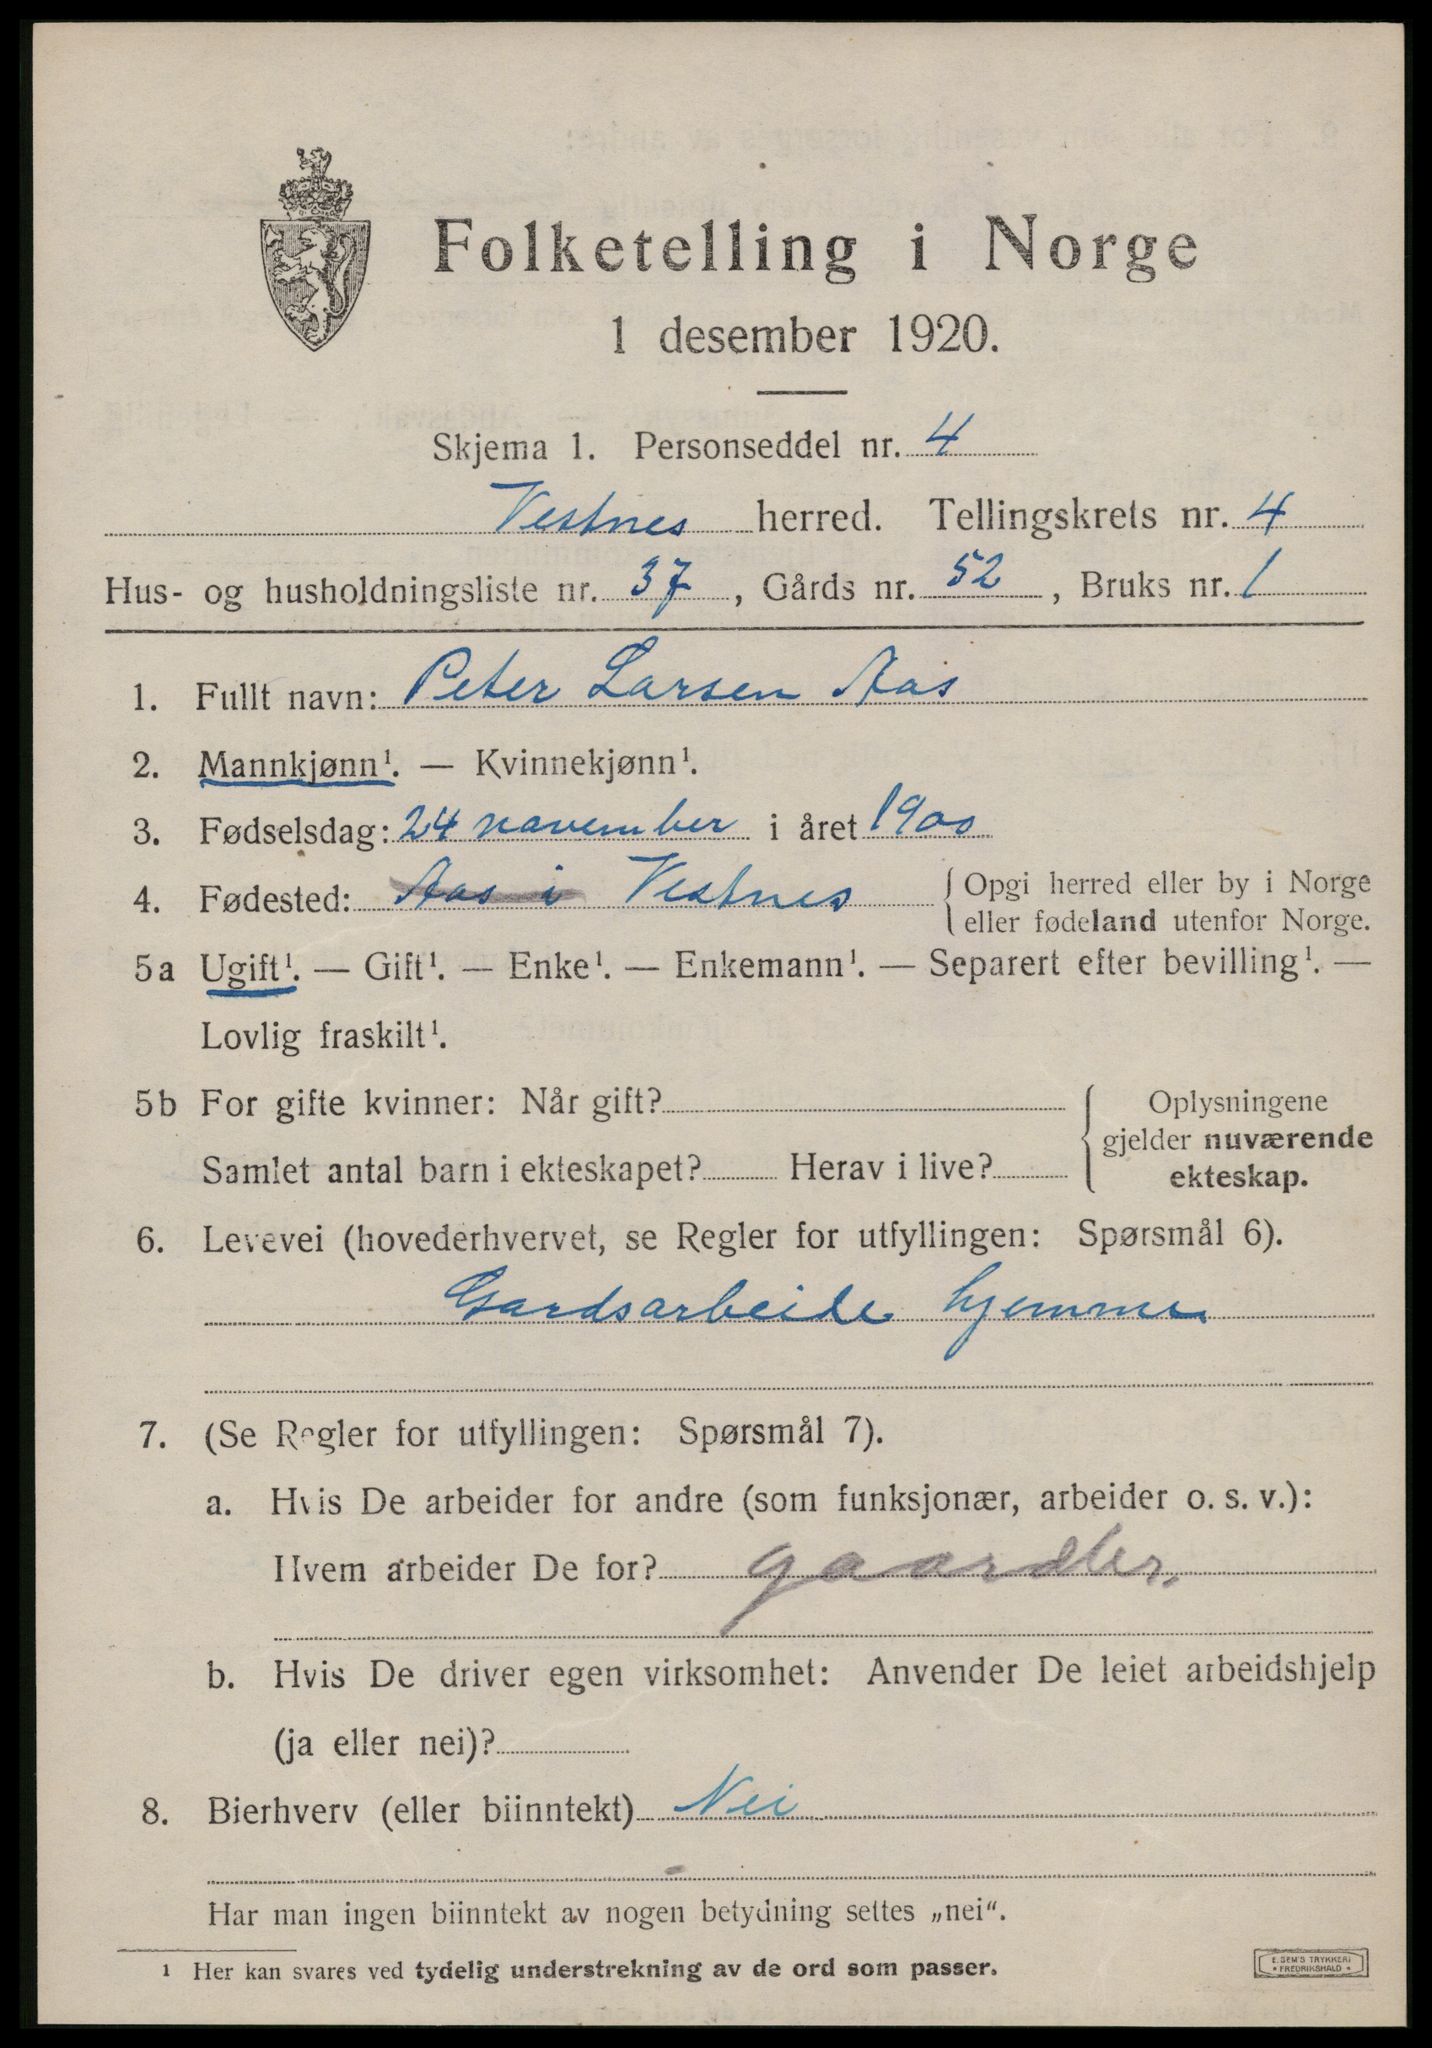 Folketelling i Norge
1 desember 1920.
Skjema 1. Personseddel nr. 4
Vestnes herred. Tellingskrets nr. 4
Hus- og husholdningsliste nr. 37, Gårds nr. 52, Bruks nr. 1
1. Fullt navn: Peter Larsen Aas
2. Mannkjønn¹. — Kvinnekjønn¹.
3. Fødselsdag: 24 november i året 1900
4. Fødested: Aas i Vestnes { Opgi herred eller by i Norge
eller fødeland utenfor Norge.
5a Ugift¹. — Gift¹. — Enke¹. — Enkemann¹. — Separert efter bevilling¹. —
Lovlig fraskilt¹.
5b For gifte kvinner: Når gift? Oplysningene
gjelder nuværende
Samlet antal barn i ekteskapet? Herav i live? ekteskap.
6. Levevei (hovederhvervet, se Regler for utfyllingen: Spørsmål 6).
Gardsarbeide hjemme
7. (Se Regler for utfyllingen: Spørsmål 7).
a. Hvis De arbeider for andre (som funksjonær, arbeider o. s. v.):
Hvem arbeider De for?
b. Hvis De driver egen virksomhet: Anvender De leiet arbeidshjelp
(ja eller nei)?
8. Bierhverv (eller biinntekt) Nei
Har man ingen biinntekt av nogen betydning settes „nei“.
¹ Her kan svares ved tydelig understrekning av de ord som passer.
E. SEM'S TRYKKERI
* FREDRIKSHALD *